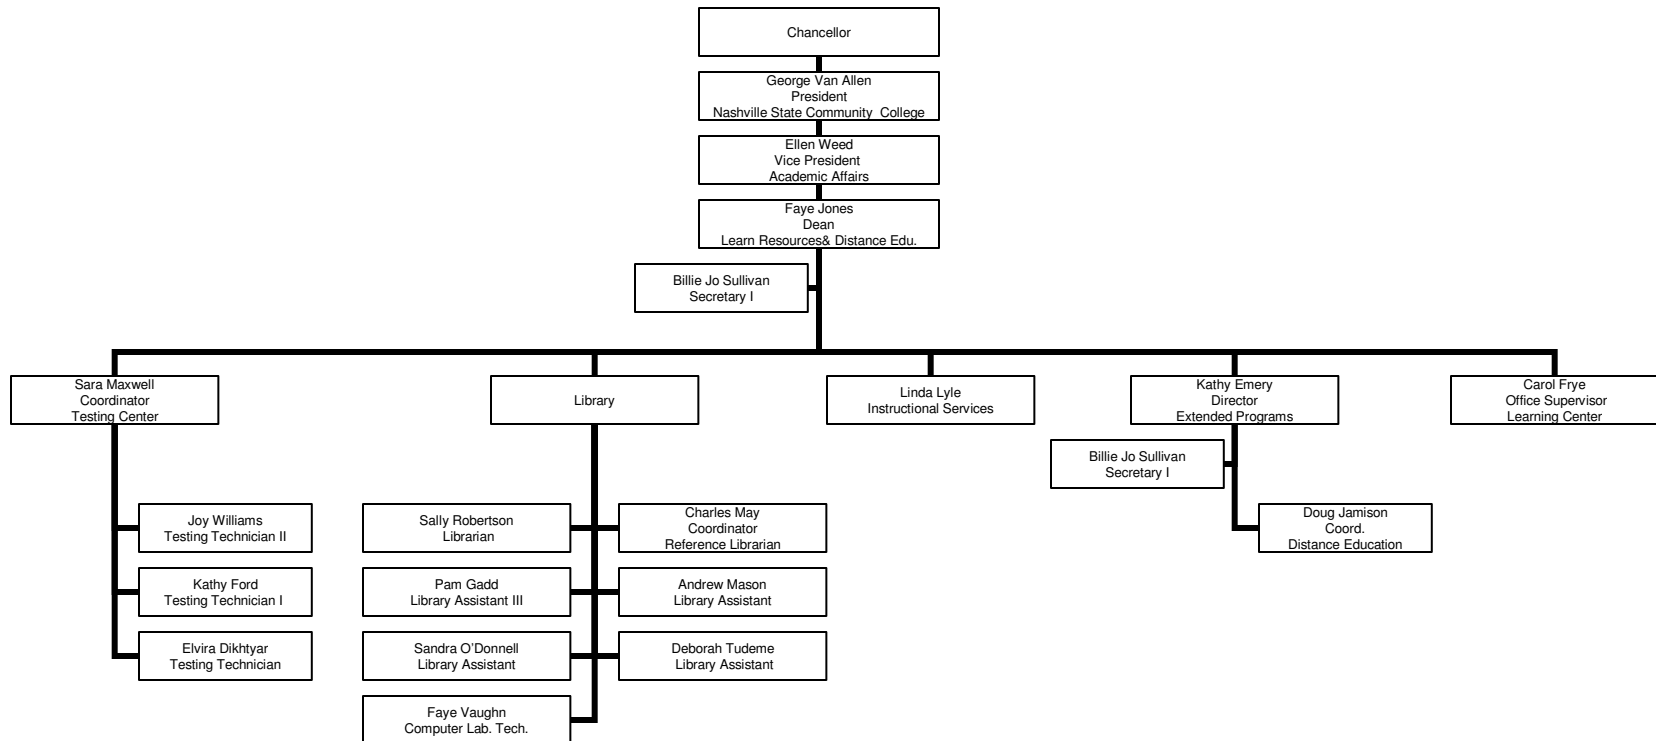 Chancellor
George Van Allen
President
Nashville State Community College
Ellen Weed
Vice President
Academic Affairs
Faye Jones
Dean
Learn Resources& Distance Edu.
Billie Jo Sullivan
Secretary I
Sara Maxwell
Coordinator
Testing Center
Library
Linda Lyle
Instructional Services
Kathy Emery
Director
Extended Programs
Carol Frye
Office Supervisor
Learning Center
Billie Jo Sullivan
Secretary I
Joy Williams
Testing Technician II
Sally Robertson
Librarian
Charles May
Coordinator
Reference Librarian
Doug Jamison
Coord.
Distance Education
Kathy Ford
Testing Technician I
Pam Gadd
Library Assistant III
Andrew Mason
Library Assistant
Elvira Dikhtyar
Testing Technician
Sandra O’Donnell
Library Assistant
Deborah Tudeme
Library Assistant
Faye Vaughn
Computer Lab. Tech.